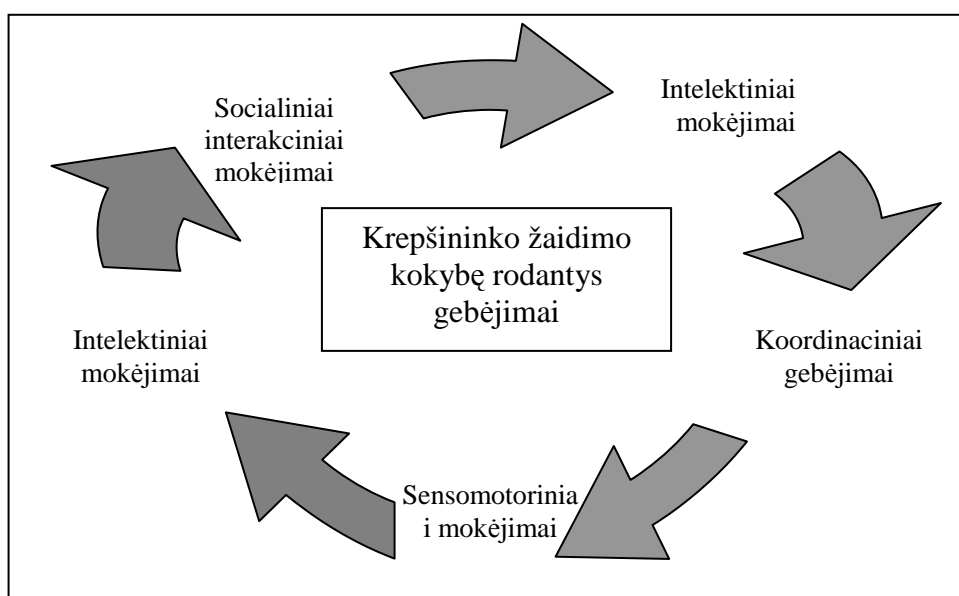 Socialiniai
interakciniai
mokėjimai
Intelektiniai
mokėjimai
Krepšininko žaidimo
kokybę rodantys
gebėjimai
Intelektiniai
mokėjimai
Koordinaciniai
gebėjimai
Sensomotorinia
i mokėjimai